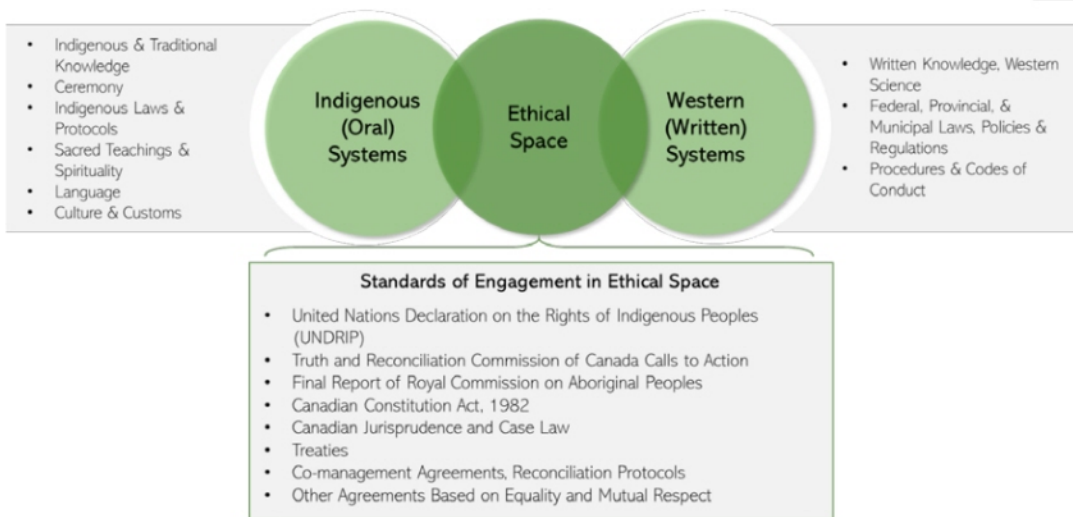 • Indigenous & Traditional
Knowledge
• Ceremony
• Indigenous Laws &
Protocols
• Sacred Teachings &
Spirituality
• Language
• Culture & Customs
Indigenous
(Oral)
Systems
Ethical
Space
Western
(Written)
Systems
• Written Knowledge, Western
Science
• Federal, Provincial, &
Municipal Laws, Policies &
Regulations
• Procedures & Codes of
Conduct
Standards of Engagement in Ethical Space
• United Nations Declaration on the Rights of Indigenous Peoples
(UNDRIP)
• Truth and Reconciliation Commission of Canada Calls to Action
• Final Report of Royal Commission on Aboriginal Peoples
• Canadian Constitution Act, 1982
• Canadian Jurisprudence and Case Law
• Treaties
• Co-management Agreements, Reconciliation Protocols
• Other Agreements Based on Equality and Mutual Respect